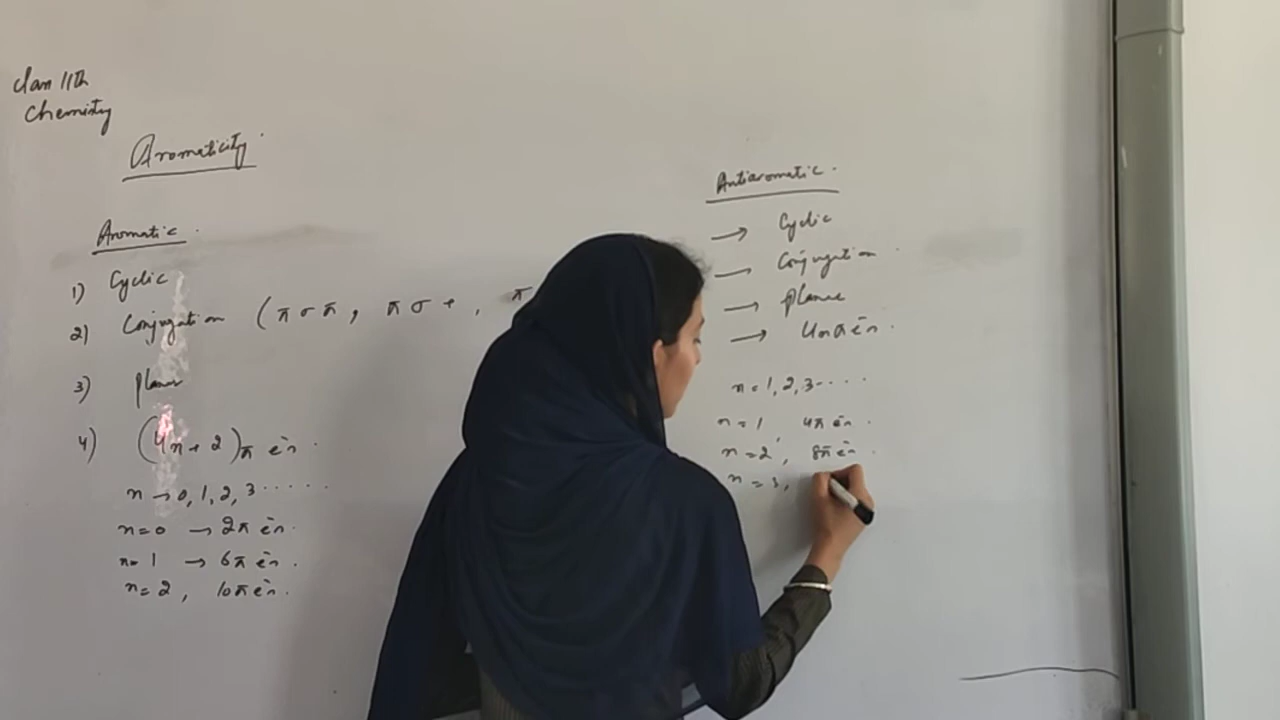 Class 11th
Chemistry
Aromaticity
Aromatic
1) Cyclic
2) Conjugation (π σ π, π σ +, π
3) planar
4) (4n+2)π ēn.
n → 0, 1, 2, 3......
n=0 → 2π ēn.
n=1 → 6π ēn.
n=2, 10π ēn.
Antiaromatic.
→ Cyclic
→ Conjugation.
→ planar
→ 4nπ ēn.
n=1, 2, 3....
n=1 4π ēn.
n=2, 8π ēn.
n=3,